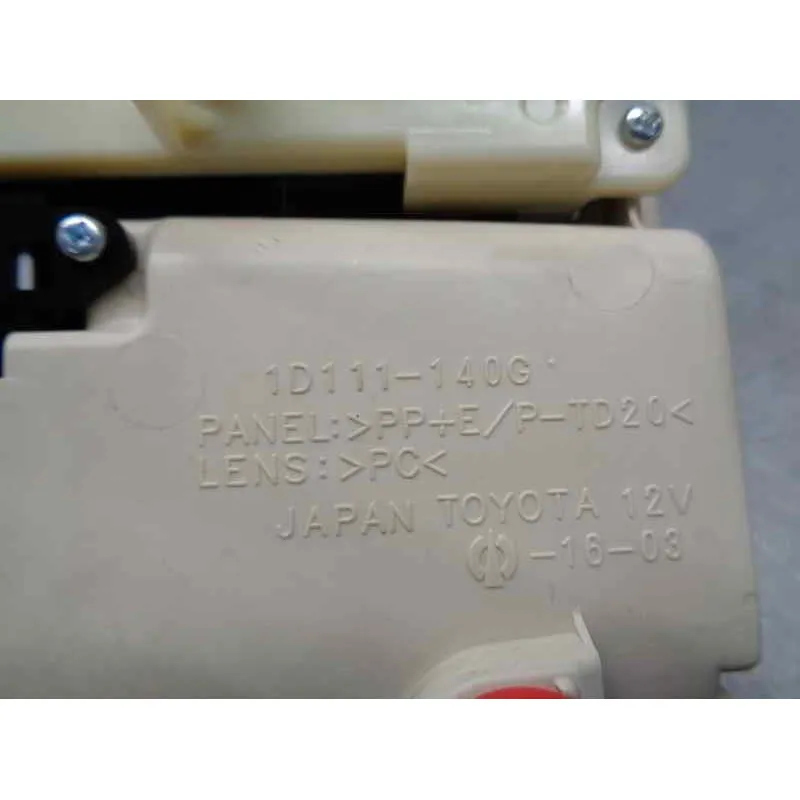 1D111-140G
PANEL:>PP+E/P-TD20<
LENS:>PC<
JAPAN TOYOTA 12V
-16-03